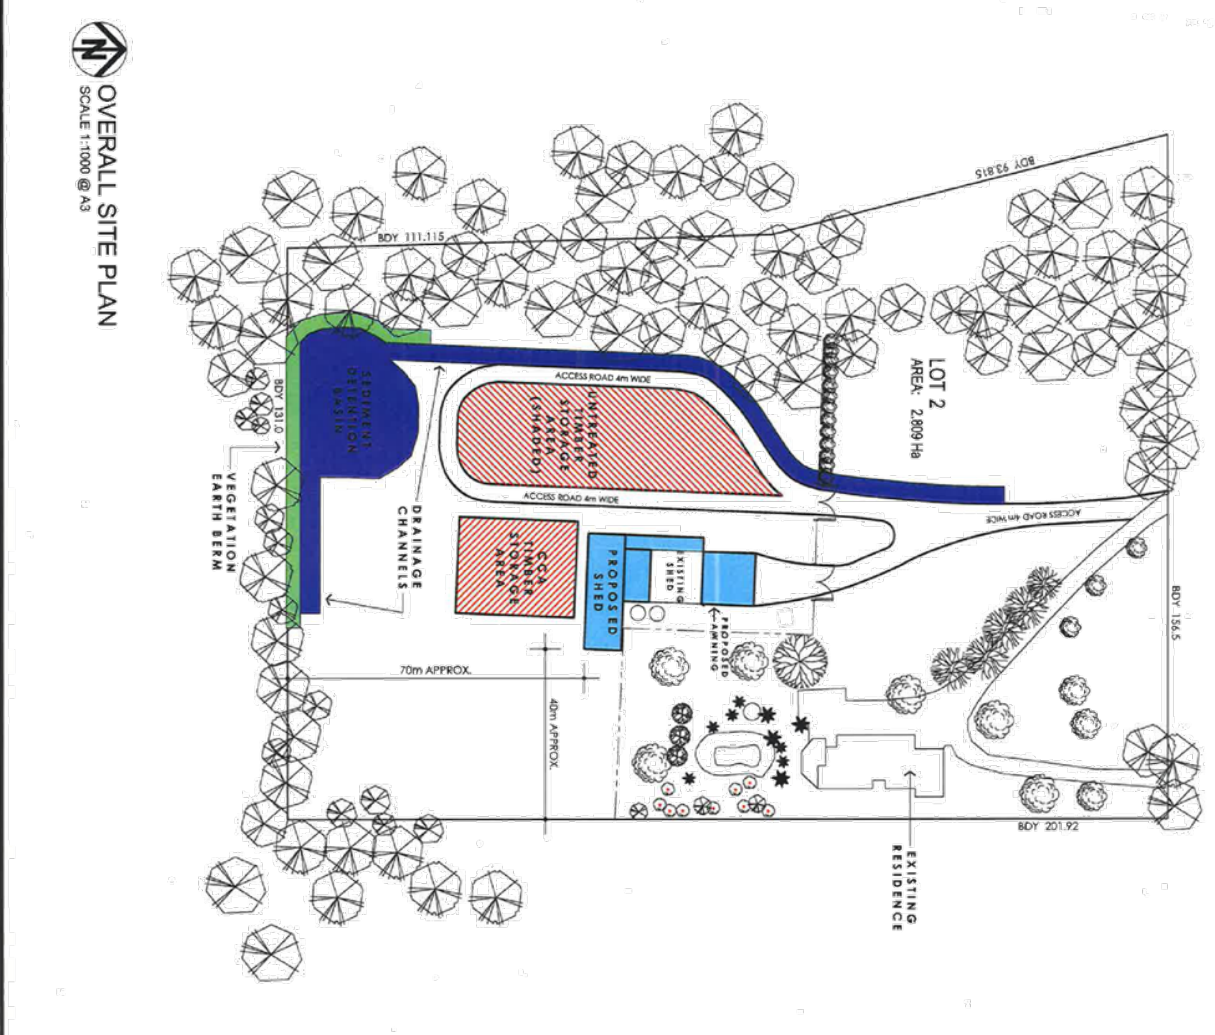 N
OVERALL SITE PLAN
SCALE 1:1000 @ A3
BDY 93.815
BDY 111.115
LOT 2
AREA: 2.809 Ha
ACCESS ROAD 4m WIDE
UNTREATED
TIMBER
STORAGE
AREA
(SHADED)
SEDIMENT
DETENTION
BASIN
BDY 131.0
ACCESS ROAD 4m WIDE
ACCESS ROAD 4m WIDE
VEGETATION
EARTH BERM
DRAINAGE
CHANNELS
CCA
TIMBER
STORAGE
AREA
PROPOSED
SHED
EXISTING
SHED
PROPOSED
AWNING
BDY 156.5
70m APPROX.
40m APPROX.
BDY 201.92
EXISTING
RESIDENCE